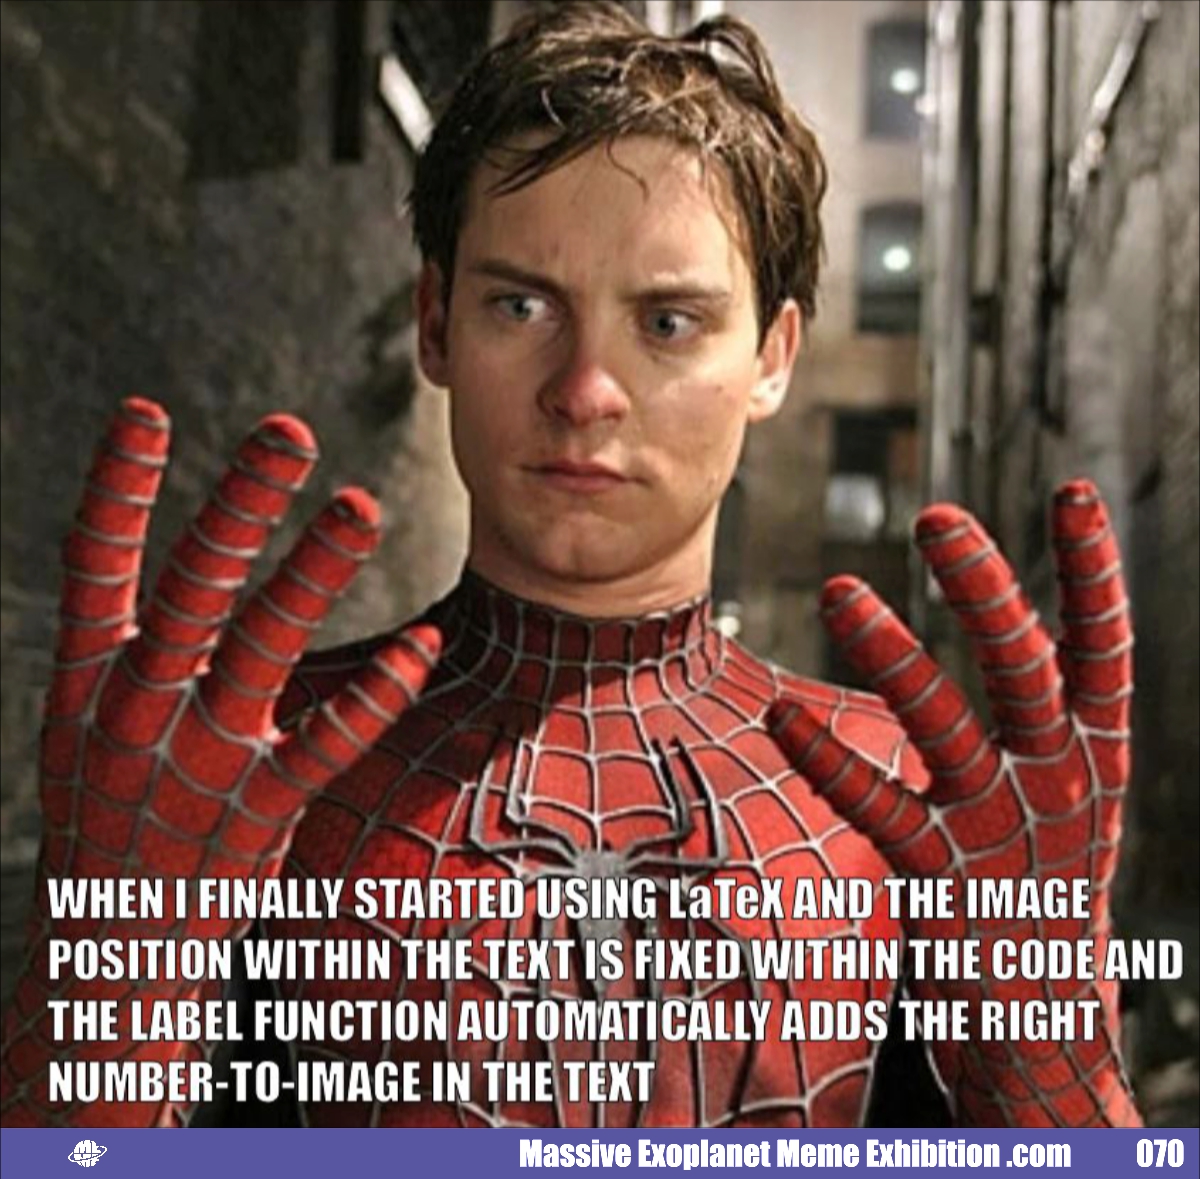 WHEN I FINALLY STARTED USING LaTeX AND THE IMAGE
POSITION WITHIN THE TEXT IS FIXED WITHIN THE CODE AND
THE LABEL FUNCTION AUTOMATICALLY ADDS THE RIGHT
NUMBER-TO-IMAGE IN THE TEXT
Massive Exoplanet Meme Exhibition .com 070